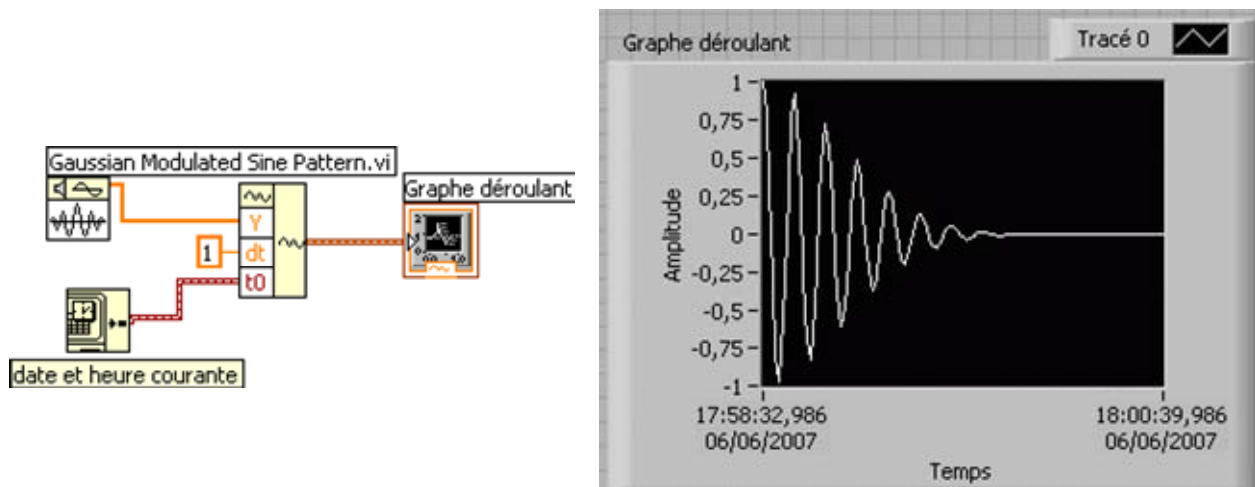 Gaussian Modulated Sine Pattern.vi
Y
1
dt
t0
Graphe déroulant
date et heure courante
Graphe déroulant
Tracé 0
1
0,75
0,5
0,25
0
-0,25
-0,5
-0,75
-1
Amplitude
17:58:32,986
06/06/2007
18:00:39,986
06/06/2007
Temps